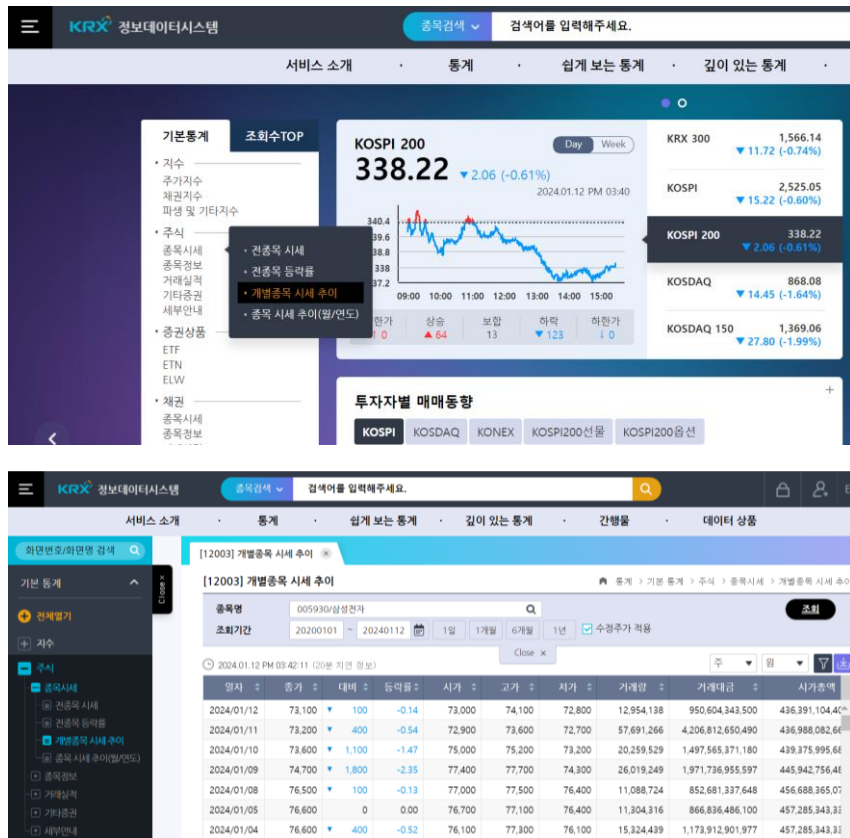 KRX 정보데이터시스템
종목검색
검색어를 입력해주세요.
서비스 소개 · 통계 · 쉽게 보는 통계 · 깊이 있는 통계 ·
기본통계 조회수TOP
• 지수
주가지수
채권지수
파생 및 기타지수
• 주식
종목시세
종목정보
거래실적
기타증권
세부안내
• 증권상품
ETF
ETN
ELW
• 채권
종목시세
종목정보
• 전종목 시세
• 전종목 등락률
• 개별종목 시세 추이
• 종목 시세 추이(월/연도)
KOSPI 200
Day Week
338.22 ▼2.06 (-0.61%)
2024.01.12 PM 03:40
340.4
39.6
38.8
338
37.2
09:00 10:00 11:00 12:00 13:00 14:00 15:00
한가 상승 보합 하락 하한가
↑ 0 ▲ 64 13 ▼ 123 ↓ 0
KRX 300 1,566.14
▼ 11.72 (-0.74%)
KOSPI 2,525.05
▼ 15.22 (-0.60%)
KOSPI 200 338.22
▼ 2.06 (-0.61%)
KOSDAQ 868.08
▼ 14.45 (-1.64%)
KOSDAQ 150 1,369.06
▼ 27.80 (-1.99%)
투자자별 매매동향 +
KOSPI KOSDAQ KONEX KOSPI200선물 KOSPI200옵션
KRX 정보데이터시스템
종목검색
검색어를 입력해주세요.
서비스 소개 · 통계 · 쉽게 보는 통계 · 깊이 있는 통계 · 간행물 · 데이터 상품
화면번호/화면명 검색
기본 통계
Close ×
전체열기
지수
주식
종목시세
전종목 시세
전종목 등락률
개별종목 시세 추이
종목 시세 추이(월/연도)
종목정보
거래실적
기타증권
세부안내
[12003] 개별종목 시세 추이
[12003] 개별종목 시세 추이
통계 > 기본 통계 > 주식 > 종목시세 > 개별종목 시세 추이
종목명 005930/삼성전자 조회
조회기간 20200101 ~ 20240112 1일 1개월 6개월 1년 수정주가 적용
Close ×
2024.01.12 PM 03:42:11 (20분 지연 정보) 주 ▼ 원 ▼
일자 종가 대비 등락률 시가 고가 저가 거래량 거래대금 시가총액
2024/01/12 73,100 ▼ 100 -0.14 73,000 74,100 72,800 12,954,138 950,604,343,500 436,391,104,40
2024/01/11 73,200 ▼ 400 -0.54 72,900 73,600 72,700 57,691,266 4,206,812,649,490 436,988,082,66
2024/01/10 73,600 ▼ 1,100 -1.47 75,000 75,200 73,200 20,259,529 1,497,565,371,180 439,375,995,68
2024/01/09 74,700 ▼ 1,800 -2.35 77,400 77,700 74,300 26,019,249 1,971,736,955,597 445,942,756,48
2024/01/08 76,500 ▼ 100 -0.13 77,000 77,500 76,400 11,088,724 852,681,337,648 456,688,365,07
2024/01/05 76,600 0 0.00 76,700 77,100 76,400 11,304,316 866,836,486,100 457,285,343,33
2024/01/04 76,600 ▼ 400 -0.52 76,100 77,300 76,100 15,324,439 1,173,912,901,977 457,285,343,33